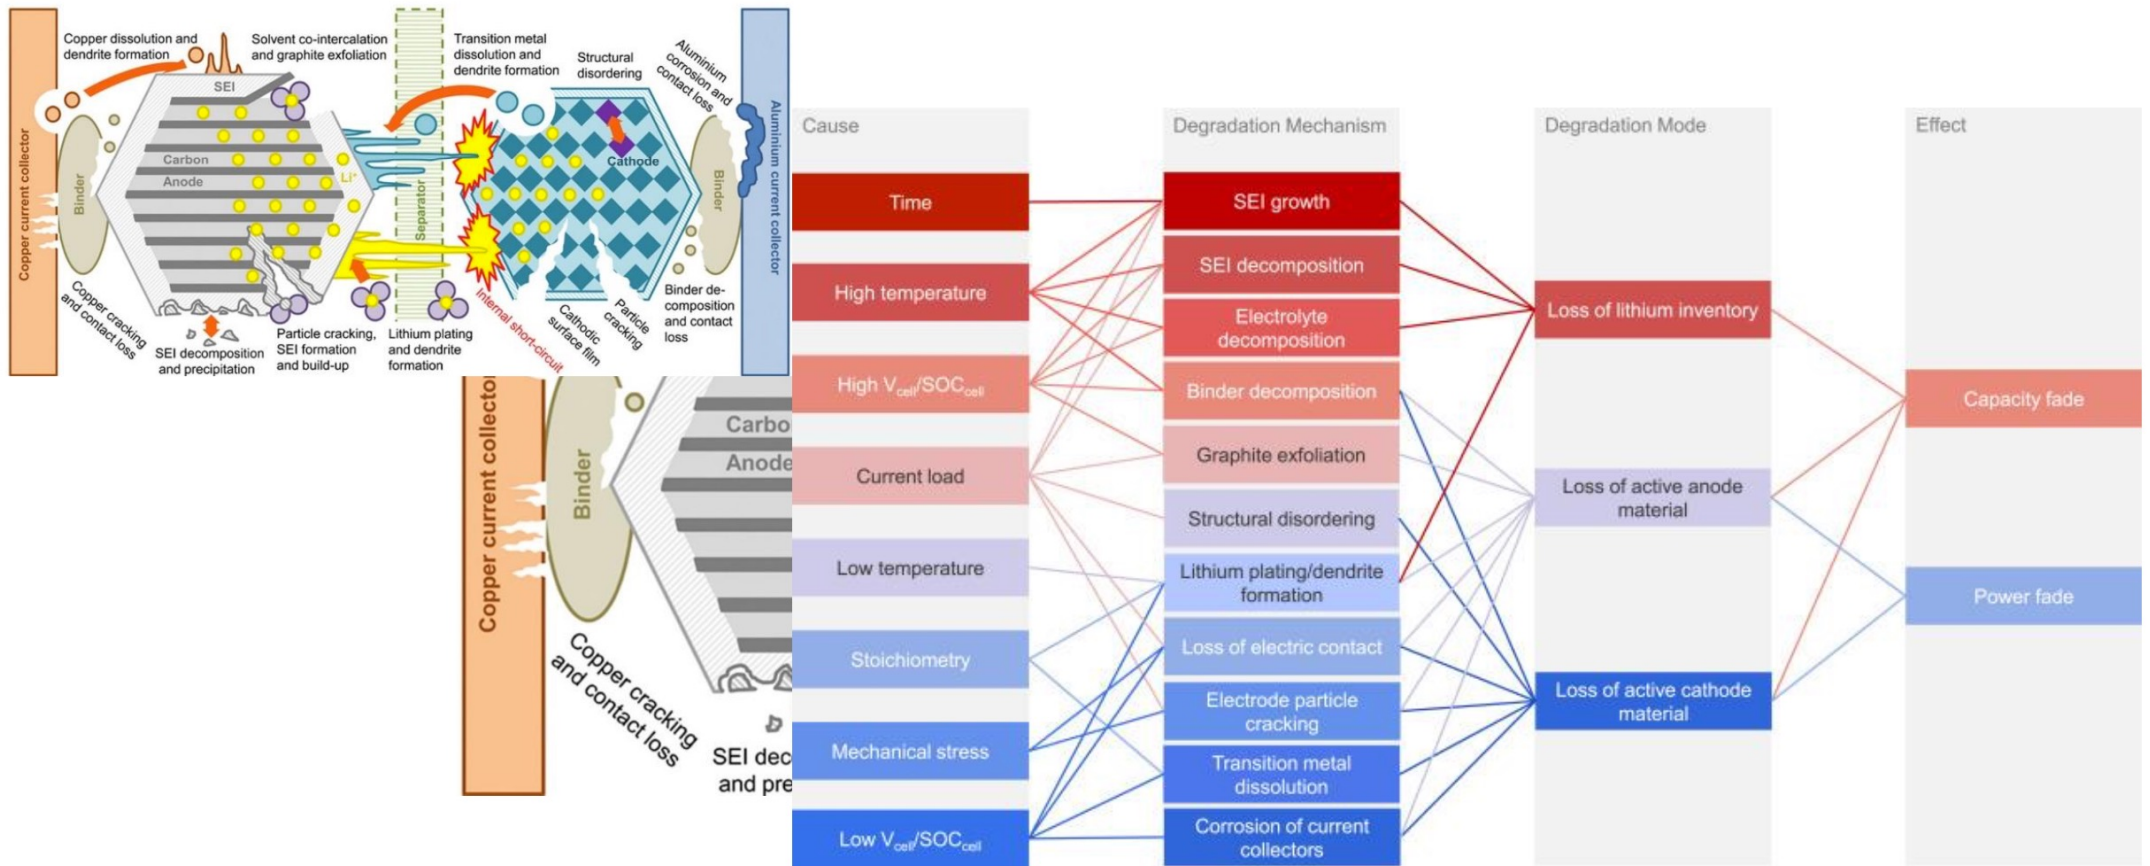 Copper dissolution and
dendrite formation
Solvent co-intercalation
and graphite exfoliation
Transition metal
dissolution and
dendrite formation
Structural
disordering
Aluminium
corrosion and
contact loss
SEI
Copper current collector
Binder
Carbon
Anode
Li⁺
Separator
Cathode
Binder
Aluminium current collector
Copper cracking
and contact loss
SEI decomposition
and precipitation
Particle cracking,
SEI formation
and build-up
Lithium plating
and dendrite
formation
Internal short-circuit
Cathodic
surface film
Particle
cracking
Binder de-
composition
and contact
loss
Copper current collector
Binder
Carbo
Anode
Copper cracking
and contact loss
SEI dec
and pre
Cause
Time
High temperature
High Vcell/SOCcell
Current load
Low temperature
Stoichiometry
Mechanical stress
Low Vcell/SOCcell
Degradation Mechanism
SEI growth
SEI decomposition
Electrolyte
decomposition
Binder decomposition
Graphite exfoliation
Structural disordering
Lithium plating/dendrite
formation
Loss of electric contact
Electrode particle
cracking
Transition metal
dissolution
Corrosion of current
collectors
Degradation Mode
Loss of lithium inventory
Loss of active anode
material
Loss of active cathode
material
Effect
Capacity fade
Power fade